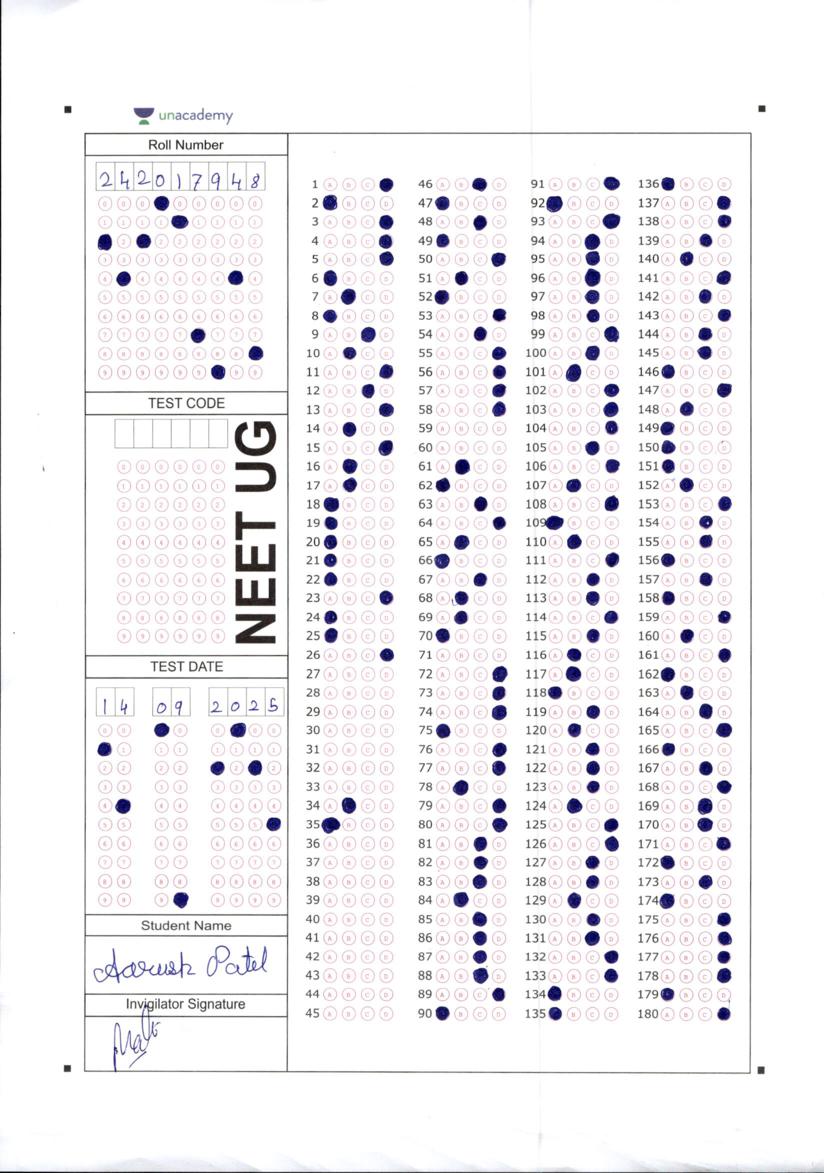 unacademy
Roll Number
2 4 2 0 1 7 9 4 8
TEST CODE
NEET UG
TEST DATE
1 4 0 9 2 0 2 5
Student Name
Aarush Patel
Invigilator Signature
1 A B C
2 B C D
3 A B C
4 A B C
5 A B C
6 B C D
7 A C D
8 B C D
9 A B D
10 A C D
11 A B C
12 A B D
13 A B C
14 A C D
15 A B C
16 A C D
17 A C D
18 B C D
19 B C D
20 B C D
21 B C D
22 B C D
23 A B C
24 B C D
25 B C D
26 A B C
27 A B C D
28 A B C D
29 A B C D
30 A B C D
31 A B C D
32 A B C D
33 A B C D
34 A C D
35 B C D
36 A B C D
37 A B C D
38 A B C D
39 A B C D
40 A B C D
41 A B C D
42 A B C D
43 A B C D
44 A B C D
45 A B C D
46 A B D
47 B C D
48 A B D
49 B C D
50 A B C
51 A C D
52 B C D
53 A B C
54 A B D
55 A B C
56 A B C
57 A B C
58 A B C
59 A B C D
60 A B C D
61 A C D
62 B C D
63 A B D
64 A B C
65 A C D
66 B C D
67 A B D
68 A C D
69 A C D
70 B C D
71 A B C D
72 A B C
73 A B C
74 A B C
75 B C D
76 A B C
77 A B C
78 A C D
79 A B C
80 A B C
81 A B D
82 A B D
83 A B D
84 A C D
85 A B D
86 A B D
87 A B D
88 A B D
89 A B C
90 B C D
91 A B C
92 B C D
93 A B C
94 A B D
95 A B D
96 A B D
97 A B D
98 A B D
99 A B C
100 A B D
101 A C D
102 A B C
103 A B C
104 A B C
105 A B D
106 A B C
107 A C D
108 A B C
109 B C D
110 A C D
111 A B C
112 A B D
113 A B D
114 A B C
115 A B D
116 A C D
117 A C D
118 B C D
119 A B D
120 A C D
121 A B D
122 A B D
123 A B D
124 A C D
125 A B C
126 A B C
127 A B D
128 A B D
129 A C D
130 A B D
131 A B D
132 A B C
133 A B C
134 B C D
135 B C D
136 B C D
137 A B C
138 A B C
139 A B D
140 A C D
141 A B C
142 A B D
143 A B C
144 A B D
145 A B D
146 B C D
147 A B C
148 A C D
149 B C D
150 B C D
151 B C D
152 A C D
153 A B C
154 A B D
155 A B D
156 B C D
157 A B D
158 B C D
159 A B C
160 A C D
161 A B C
162 B C D
163 A C D
164 A B D
165 A B C
166 B C D
167 A B D
168 A B C
169 A B D
170 A B D
171 A B C
172 B C D
173 A B D
174 B C D
175 A B C
176 A B C
177 A B C
178 A B C
179 B C D
180 A B C